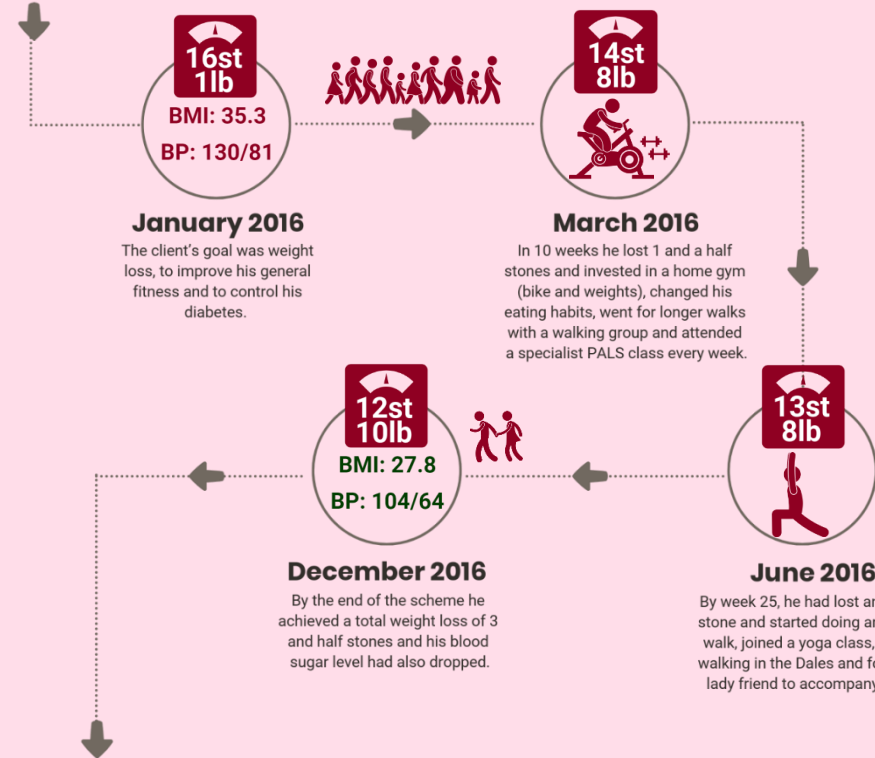 16st
1lb
BMI: 35.3
BP: 130/81
January 2016
The client's goal was weight
loss, to improve his general
fitness and to control his
diabetes.
14st
8lb
March 2016
In 10 weeks he lost 1 and a half
stones and invested in a home gym
(bike and weights), changed his
eating habits, went for longer walks
with a walking group and attended
a specialist PALS class every week.
13st
8lb
June 2016
By week 25, he had lost
stone and started doing
walk, joined a yoga class,
walking in the Dales and
lady friend to accompany
12st
10lb
BMI: 27.8
BP: 104/64
December 2016
By the end of the scheme he
achieved a total weight loss of 3
and half stones and his blood
sugar level had also dropped.